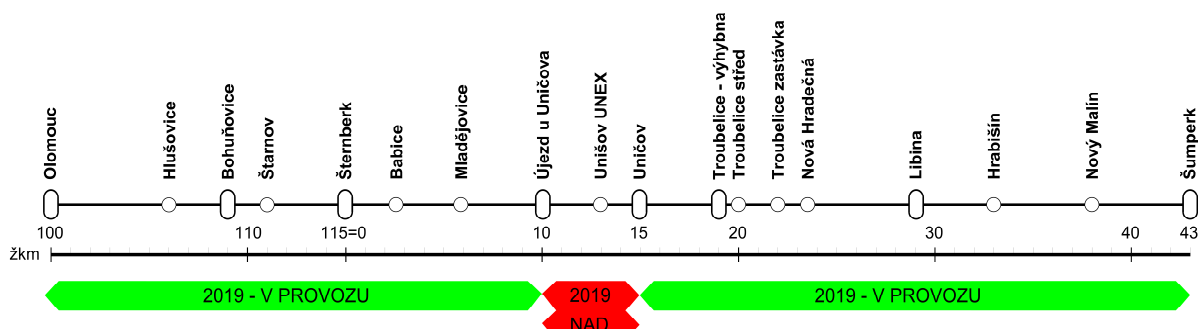 Olomouc
Hlušovice
Bohuňovice
Štarnov
Šternberk
Babice
Mladějovice
Újezd u Uničova
Unišov UNEX
Uničov
Troubelice - výhybna
Troubelice střed
Troubelice zastávka
Nová Hradečná
Libina
Hrabišín
Nový Malín
Šumperk
100 110 115=0 10 15 20 30 40 43
žkm
2019 - V PROVOZU 2019 2019 - V PROVOZU
NAD